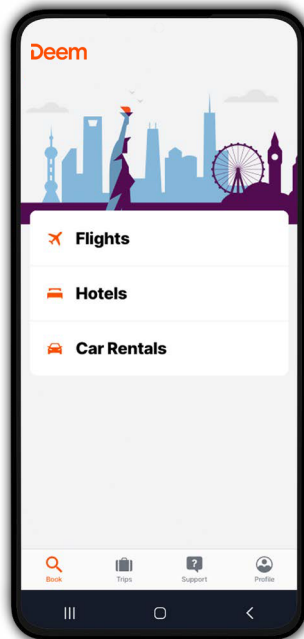 Deem
Flights
Hotels
Car Rentals
Book
Trips
Support
Profile